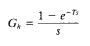 G_h = \frac{1 - e^{-Ts}}{s}